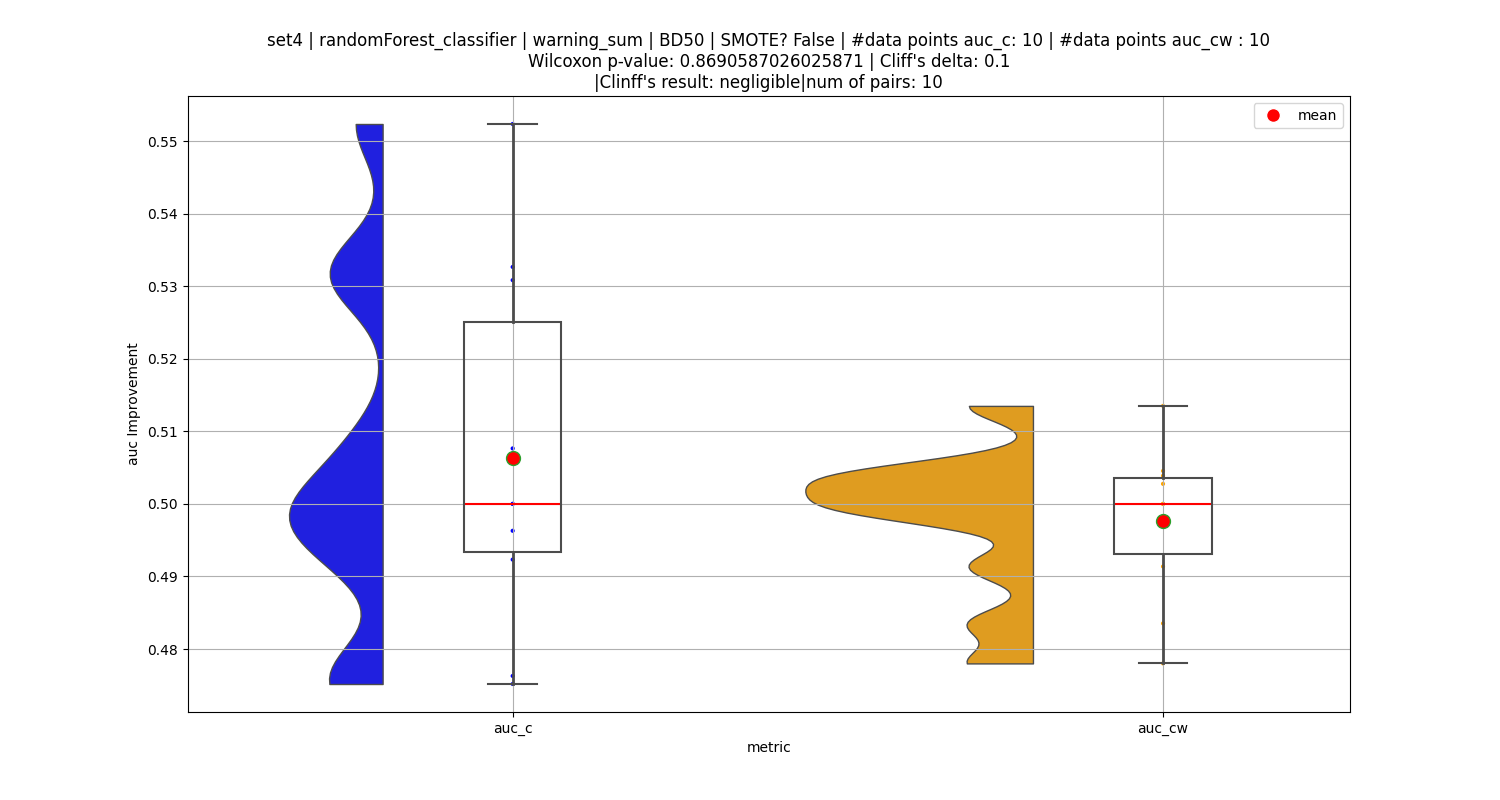 set4 | randomForest_classifier | warning_sum | BD50 | SMOTE? False | #data points auc_c: 10 | #data points auc_cw : 10
Wilcoxon p-value: 0.8690587026025871 | Cliff's delta: 0.1
|Clinff's result: negligible|num of pairs: 10
mean
0.55
0.54
0.53
0.52
0.51
0.50
0.49
0.48
auc Improvement
auc_c
auc_cw
metric